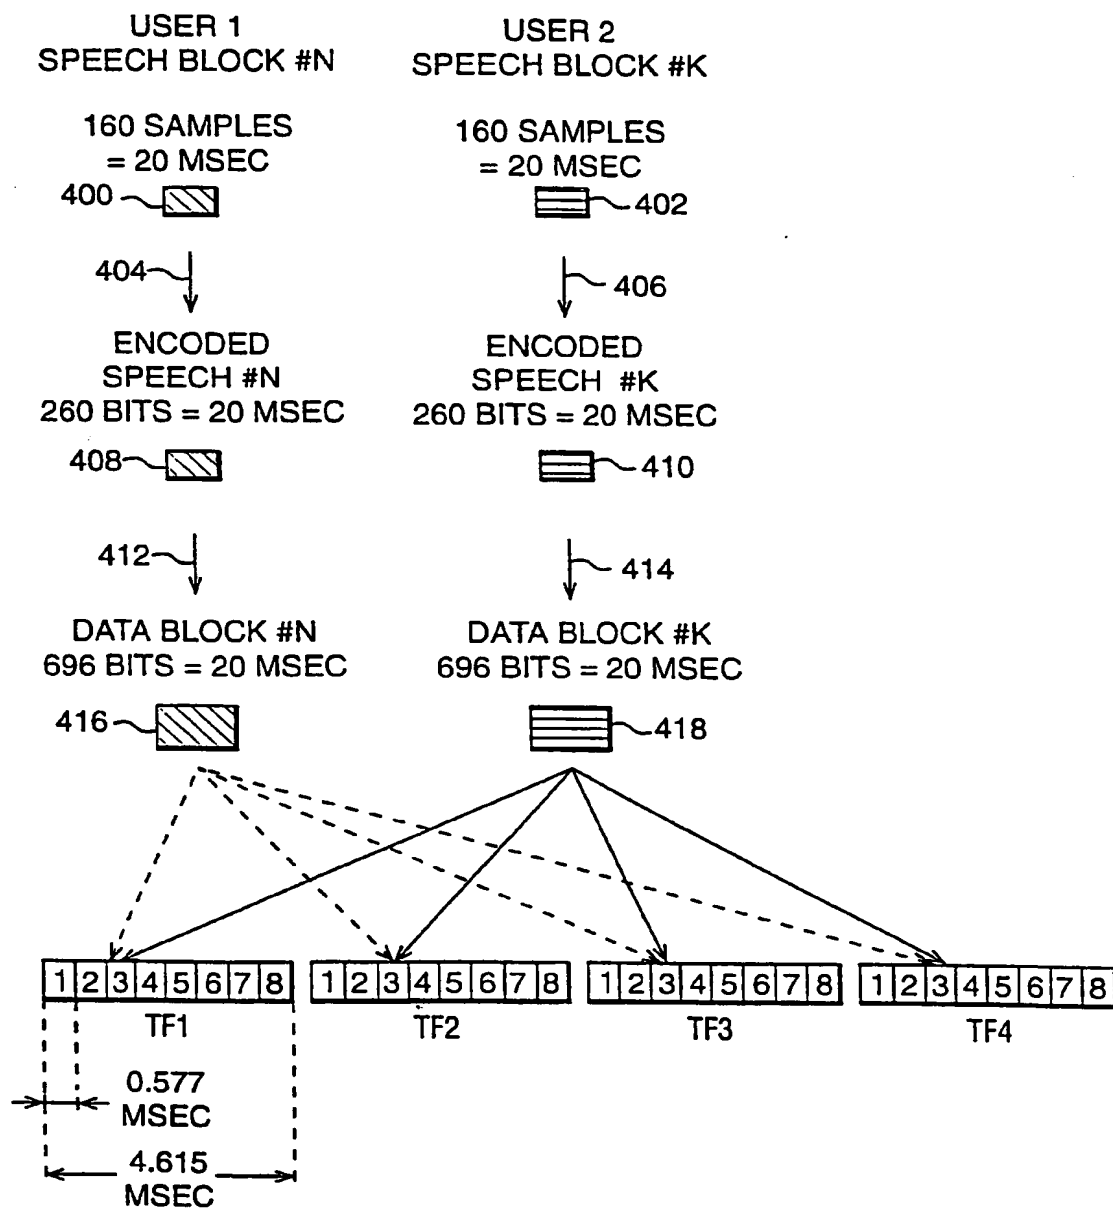 USER 1
SPEECH BLOCK #N
USER 2
SPEECH BLOCK #K
160 SAMPLES
= 20 MSEC
160 SAMPLES
= 20 MSEC
400
402
404
406
ENCODED
SPEECH #N
260 BITS = 20 MSEC
ENCODED
SPEECH #K
260 BITS = 20 MSEC
408
410
412
414
DATA BLOCK #N
696 BITS = 20 MSEC
DATA BLOCK #K
696 BITS = 20 MSEC
416
418
1 2 3 4 5 6 7 8
1 2 3 4 5 6 7 8
1 2 3 4 5 6 7 8
1 2 3 4 5 6 7 8
TF1
TF2
TF3
TF4
0.577
MSEC
4.615
MSEC